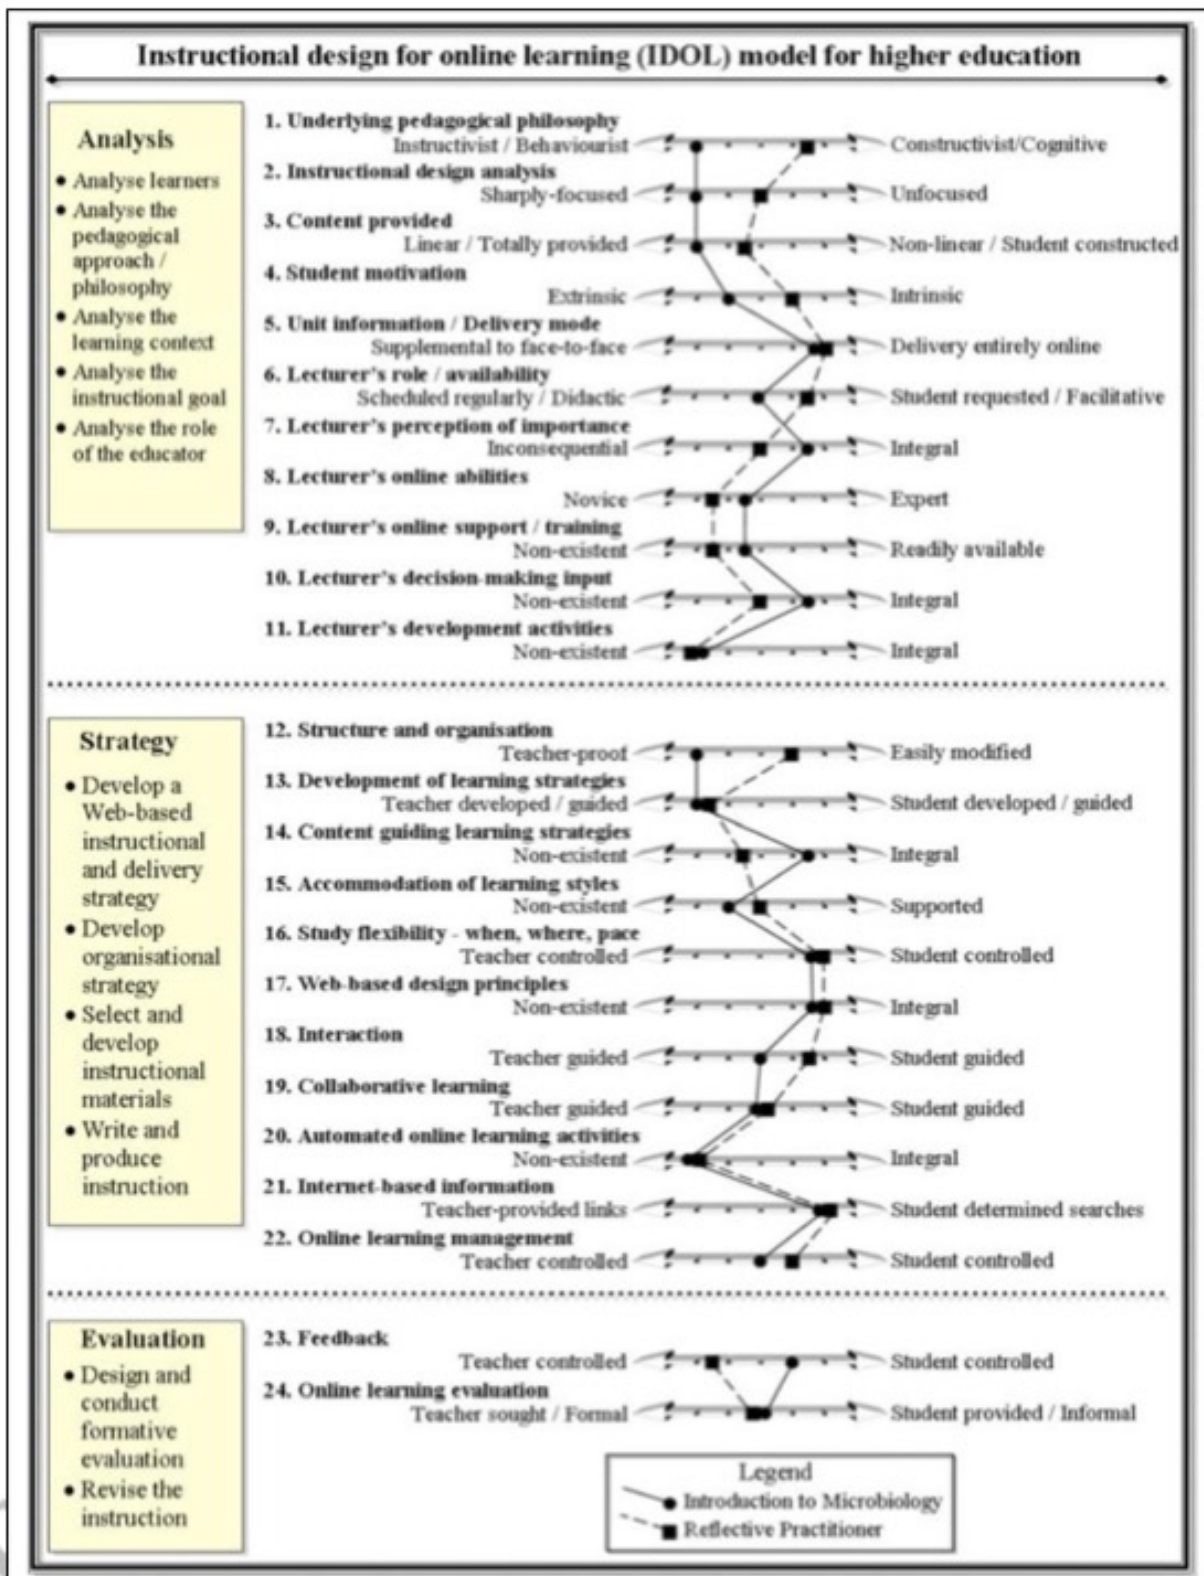 Instructional design for online learning (IDOL) model for higher education
Analysis
• Analyse learners
• Analyse the
pedagogical
approach /
philosophy
• Analyse the
learning context
• Analyse the
instructional goal
• Analyse the role
of the educator
1. Underlying pedagogical philosophy
Instructivist / Behaviourist Constructivist/Cognitive
2. Instructional design analysis
Sharply-focused Unfocused
3. Content provided
Linear / Totally provided Non-linear / Student constructed
4. Student motivation
Extrinsic Intrinsic
5. Unit information / Delivery mode
Supplemental to face-to-face Delivery entirely online
6. Lecturer's role / availability
Scheduled regularly / Didactic Student requested / Facilitative
7. Lecturer's perception of importance
Inconsequential Integral
8. Lecturer's online abilities
Novice Expert
9. Lecturer's online support / training
Non-existent Readily available
10. Lecturer's decision-making input
Non-existent Integral
11. Lecturer's development activities
Non-existent Integral
Strategy
• Develop a
Web-based
instructional
and delivery
strategy
• Develop
organisational
strategy
• Select and
develop
instructional
materials
• Write and
produce
instruction
12. Structure and organisation
Teacher-proof Easily modified
13. Development of learning strategies
Teacher developed / guided Student developed / guided
14. Content guiding learning strategies
Non-existent Integral
15. Accommodation of learning styles
Non-existent Supported
16. Study flexibility - when, where, pace
Teacher controlled Student controlled
17. Web-based design principles
Non-existent Integral
18. Interaction
Teacher guided Student guided
19. Collaborative learning
Teacher guided Student guided
20. Automated online learning activities
Non-existent Integral
21. Internet-based information
Teacher-provided links Student determined searches
22. Online learning management
Teacher controlled Student controlled
Evaluation
• Design and
conduct
formative
evaluation
• Revise the
instruction
23. Feedback
Teacher controlled Student controlled
24. Online learning evaluation
Teacher sought / Formal Student provided / Informal
Legend
Introduction to Microbiology
Reflective Practitioner